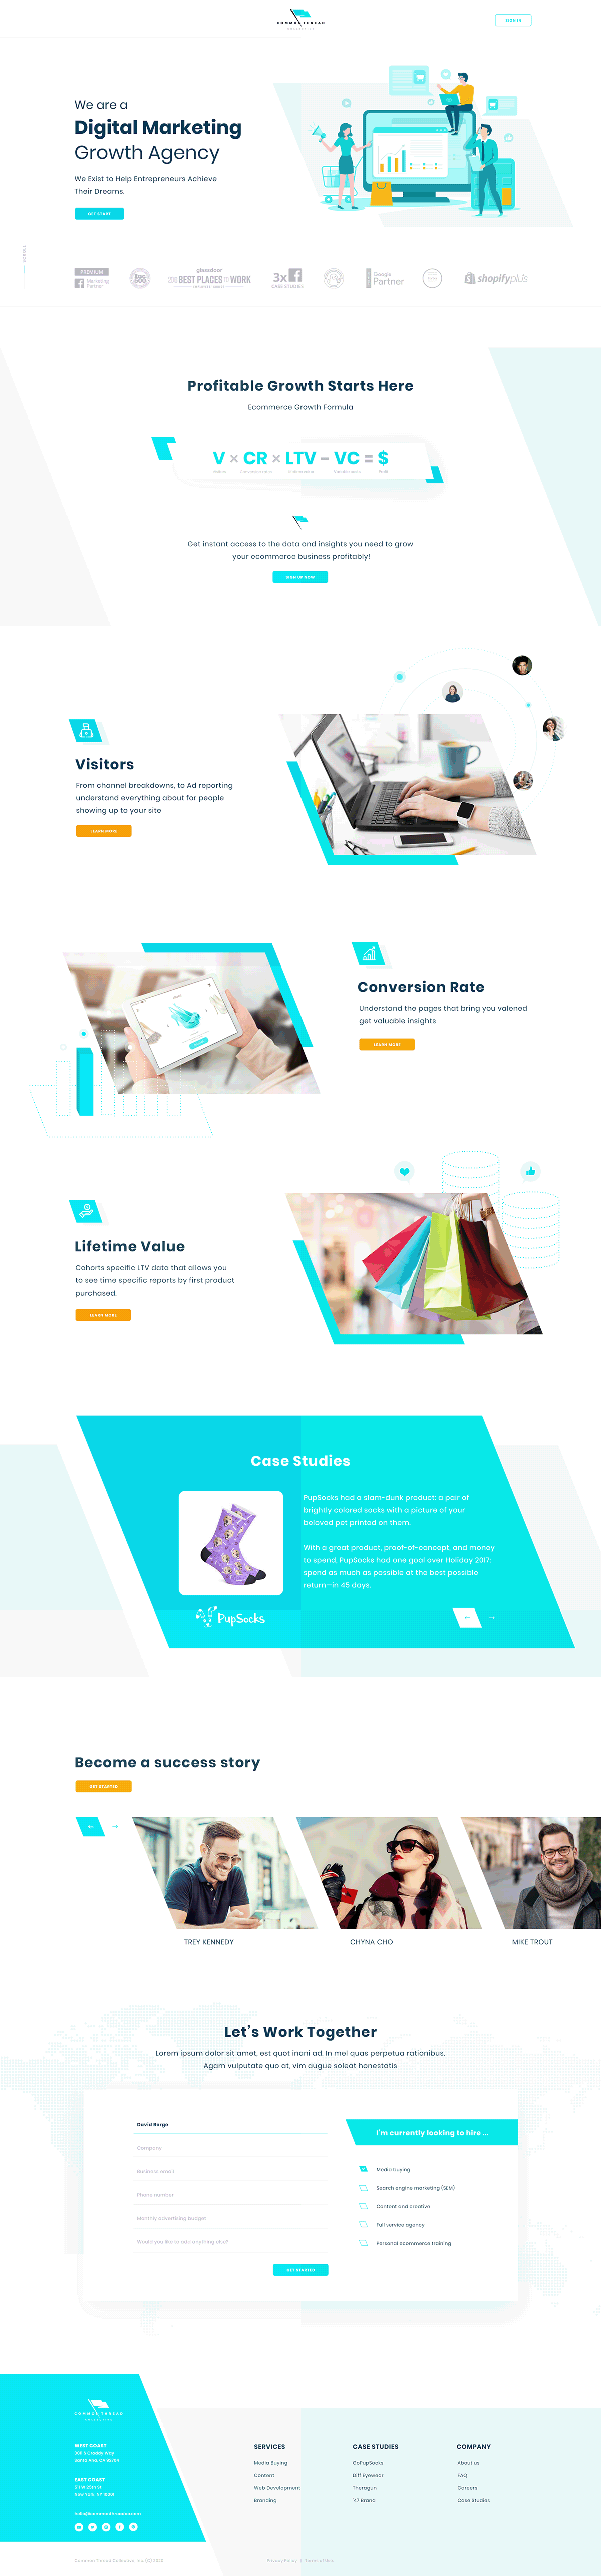 COMMON THREAD
COLLECTIVE
SIGN IN
We are a
Digital Marketing
Growth Agency
We Exist to Help Entrepreneurs Achieve
Their Dreams.
GET START
PREMIUM
Marketing
Partner
glassdoor
BEST PLACES TO WORK
3x
CASE STUDIES
Google
Partner
shopifyplus
Profitable Growth Starts Here
Ecommerce Growth Formula
V × CR × LTV - VC = $
Get instant access to the data and insights you need to grow
your ecommerce business profitably!
SIGN UP NOW
Visitors
From channel breakdowns, to Ad reporting
understand everything about for people
showing up to your site
LEARN MORE
Conversion Rate
Understand the pages that bring you valened
get valuable insights
LEARN MORE
Lifetime Value
Cohorts specific LTV data that allows you
to see time specific reports by first product
purchased.
LEARN MORE
Case Studies
PupSocks had a slam-dunk product: a pair of
brightly colored socks with a picture of your
beloved pet printed on them.
With a great product, proof-of-concept, and money
to spend, PupSocks had one goal over Holiday 2017:
spend as much as possible at the best possible
return—in 45 days.
PupSocks
Become a success story
GET STARTED
TREY KENNEDY
CHYNA CHO
MIKE TROUT
Let's Work Together
Lorem ipsum dolor sit amet, est quot inani ad. In mel quas perpetua rationibus.
Agam vulputate quo at, vim augue soleat honestatis
David Barge
Company
Business email
Phone number
Monthly advertising budget
Would you like to add anything else?
GET STARTED
I'm currently looking to hire ...
Media buying
Search engine marketing (SEM)
Content and creative
Full service agency
Personal ecommerce training
COMMON THREAD
COLLECTIVE
WEST COAST
Santa Ana, CA 92704
EAST COAST
511 W 25th St
New York, NY 10001
hello@commonthreadco.com
SERVICES
Media Buying
Content
Web Development
Branding
CASE STUDIES
GoPupSocks
Diff Eyewear
Theragun
'47 Brand
COMPANY
About us
FAQ
Careers
Case Studies
Privacy Policy | Terms of Use